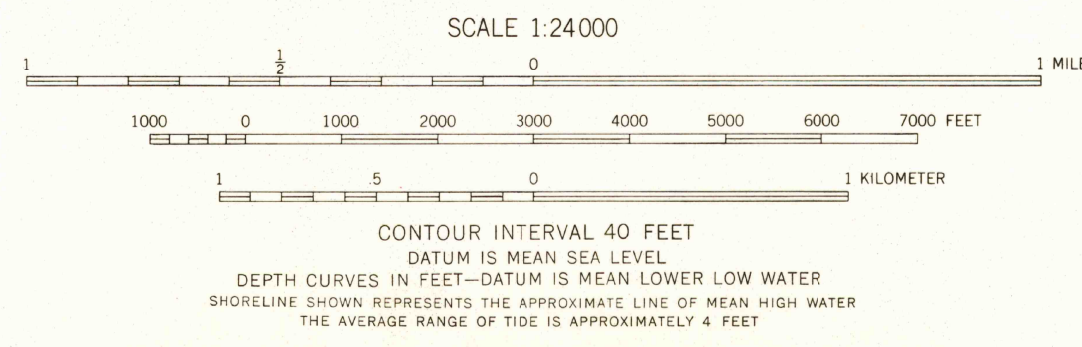 SCALE 1:24000
1 ½ 0 1 MILE
1000 0 1000 2000 3000 4000 5000 6000 7000 FEET
1 .5 0 1 KILOMETER
CONTOUR INTERVAL 40 FEET
DATUM IS MEAN SEA LEVEL
DEPTH CURVES IN FEET—DATUM IS MEAN LOWER LOW WATER
SHORELINE SHOWN REPRESENTS THE APPROXIMATE LINE OF MEAN HIGH WATER
THE AVERAGE RANGE OF TIDE IS APPROXIMATELY 4 FEET